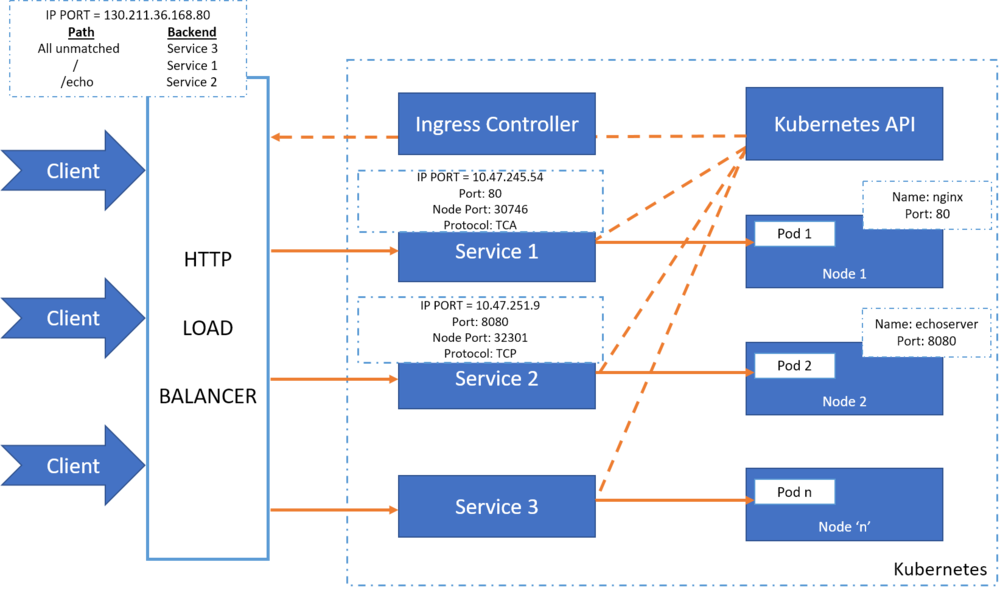 IP PORT = 130.211.36.168.80
Path Backend
All unmatched Service 3
/ Service 1
/echo Service 2
Client
Client
Client
HTTP
LOAD
BALANCER
Ingress Controller
Kubernetes API
IP PORT = 10.47.245.54
Port: 80
Node Port: 30746
Protocol: TCA
Service 1
Name: nginx
Port: 80
Pod 1
Node 1
IP PORT = 10.47.251.9
Port: 8080
Node Port: 32301
Protocol: TCP
Service 2
Name: echoserver
Port: 8080
Pod 2
Node 2
Service 3
Pod n
Node ‘n’
Kubernetes